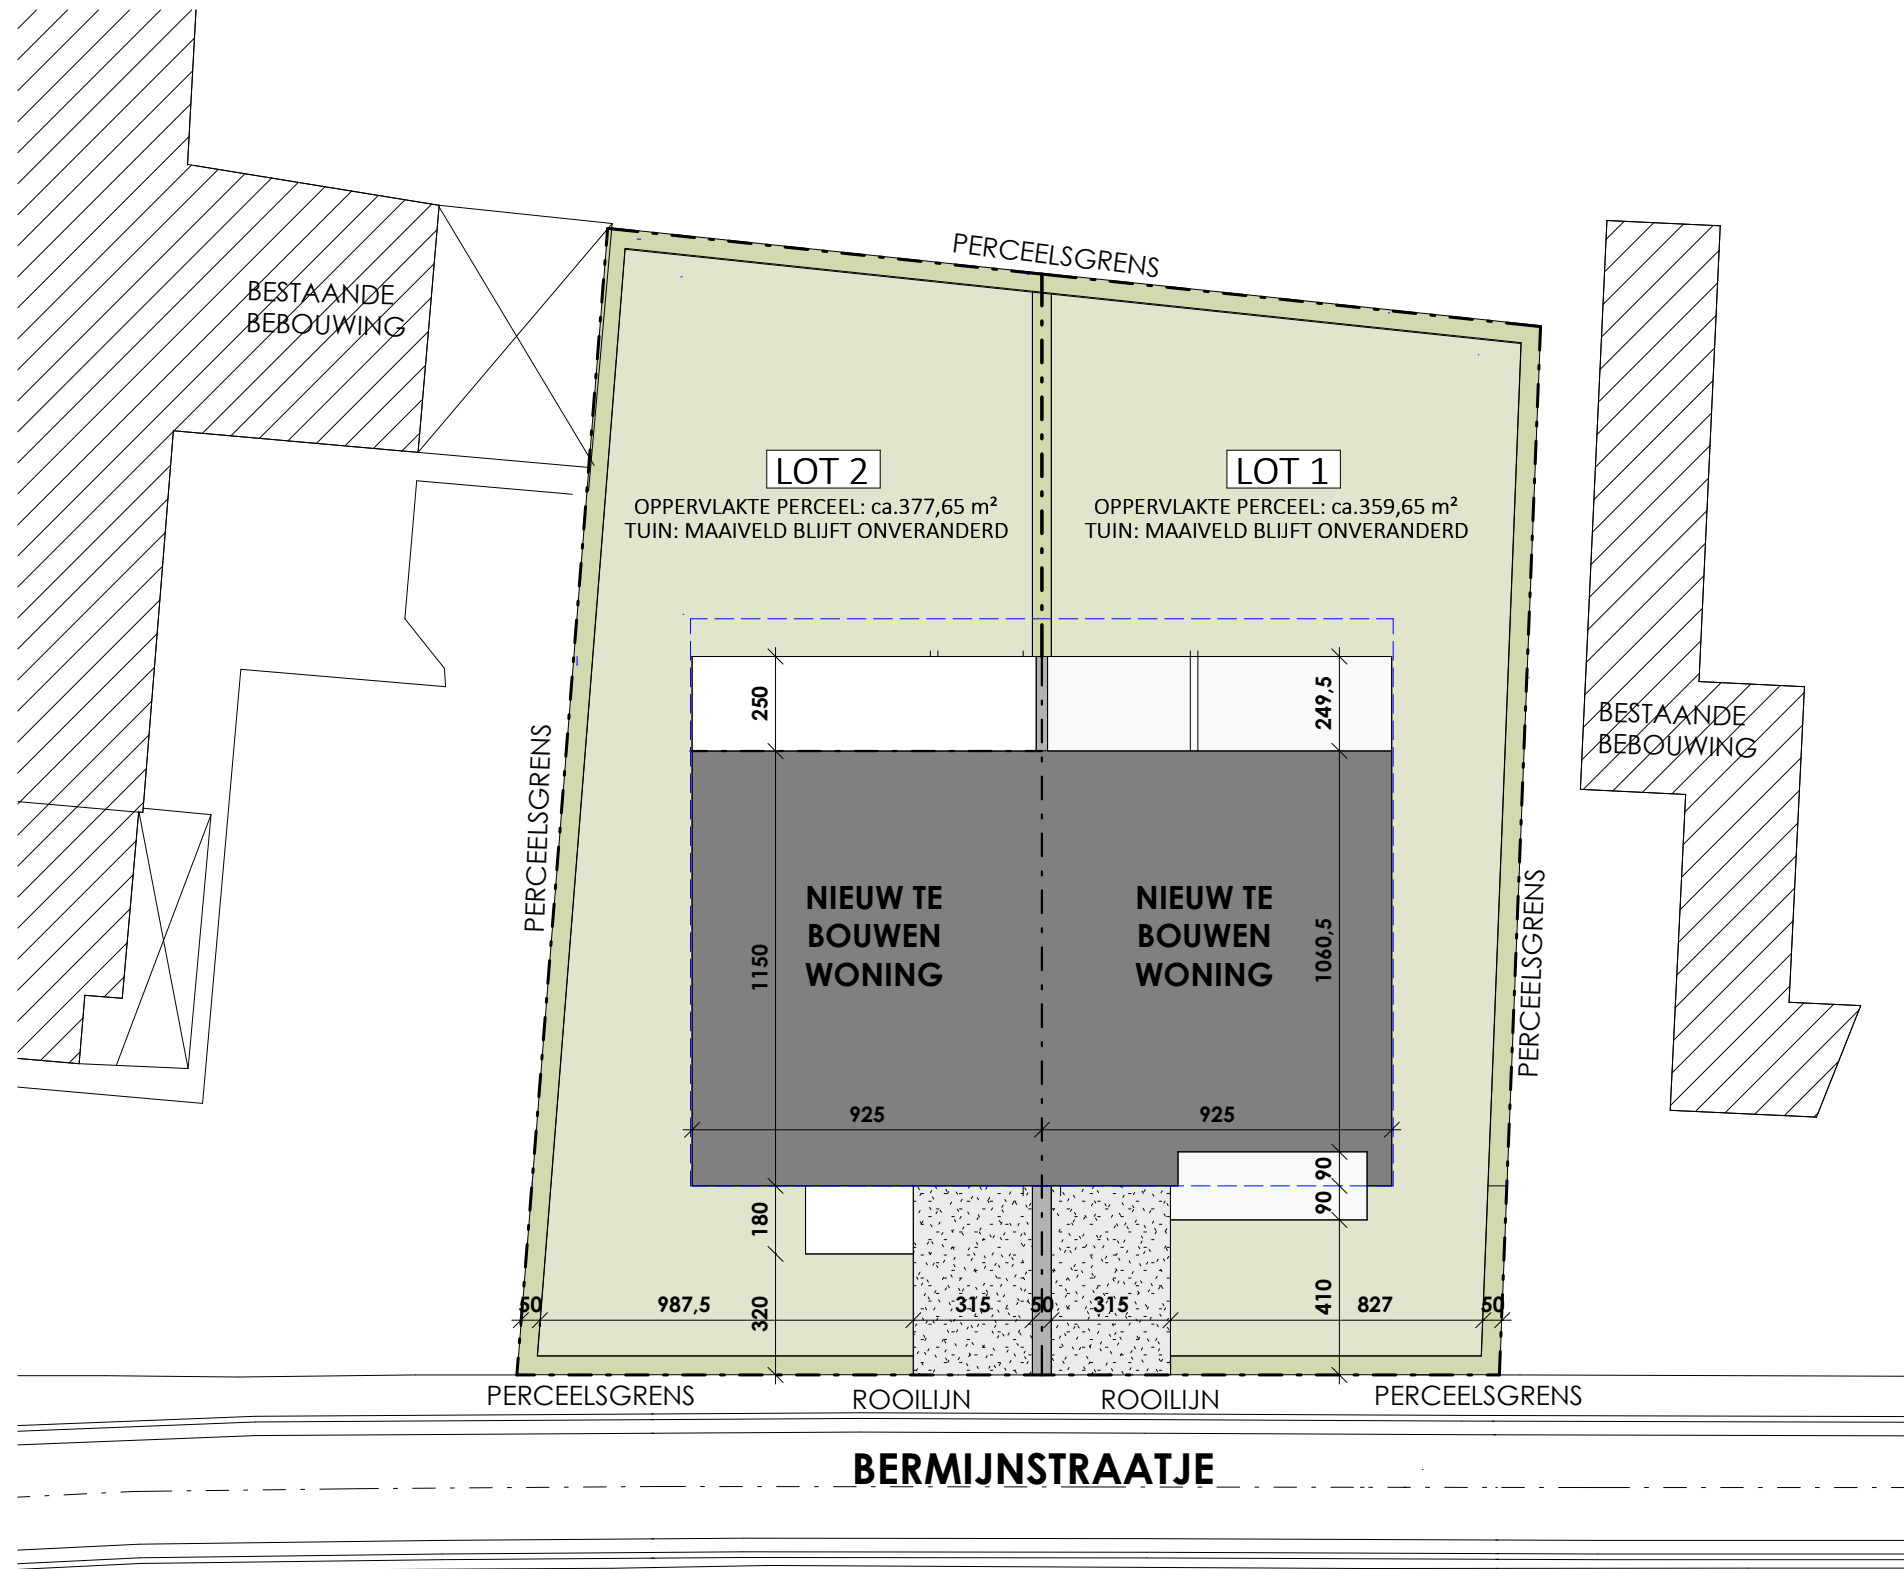 PERCEELSGRENS
BESTAANDE
BEBOUWING
LOT 2
OPPERVLAKTE PERCEEL: ca.377,65 m²
TUIN: MAAIVELD BLIJFT ONVERANDERD
LOT 1
OPPERVLAKTE PERCEEL: ca.359,65 m²
TUIN: MAAIVELD BLIJFT ONVERANDERD
250
249,5
BESTAANDE
BEBOUWING
PERCEELSGRENS
NIEUW TE
BOUWEN
WONING
NIEUW TE
BOUWEN
WONING
1150
1060,5
PERCEELSGRENS
925
925
90
90
180
320
410
50
987,5
315
50
315
827
50
PERCEELSGRENS
ROOILIJN
ROOILIJN
PERCEELSGRENS
BERMIJNSTRAATJE